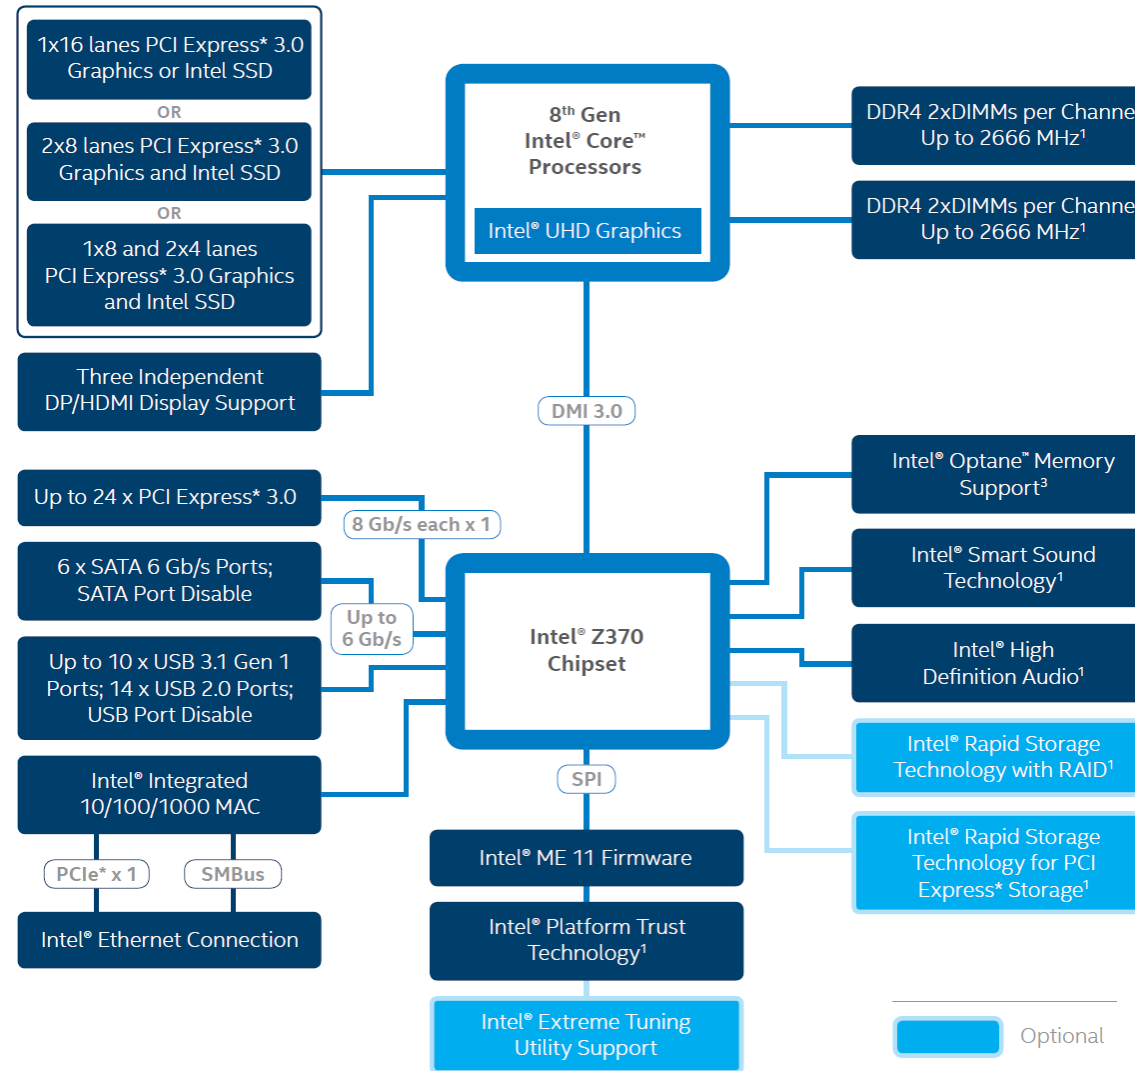 1x16 lanes PCI Express* 3.0
Graphics or Intel SSD
OR
2x8 lanes PCI Express* 3.0
Graphics and Intel SSD
OR
1x8 and 2x4 lanes
PCI Express* 3.0 Graphics
and Intel SSD
Three Independent
DP/HDMI Display Support
8th Gen
Intel® Core™
Processors
Intel® UHD Graphics
DDR4 2xDIMMs per Channe
Up to 2666 MHz¹
DDR4 2xDIMMs per Channe
Up to 2666 MHz¹
DMI 3.0
Up to 24 x PCI Express* 3.0
8 Gb/s each x 1
6 x SATA 6 Gb/s Ports;
SATA Port Disable
Up to
6 Gb/s
Up to 10 x USB 3.1 Gen 1
Ports; 14 x USB 2.0 Ports;
USB Port Disable
Intel® Integrated
10/100/1000 MAC
PCIe* x 1
SMBus
Intel® Ethernet Connection
Intel® Z370
Chipset
SPI
Intel® ME 11 Firmware
Intel® Platform Trust
Technology¹
Intel® Extreme Tuning
Utility Support
Intel® Optane™ Memory
Support³
Intel® Smart Sound
Technology¹
Intel® High
Definition Audio¹
Intel® Rapid Storage
Technology with RAID¹
Intel® Rapid Storage
Technology for PCI
Express* Storage¹
Optional